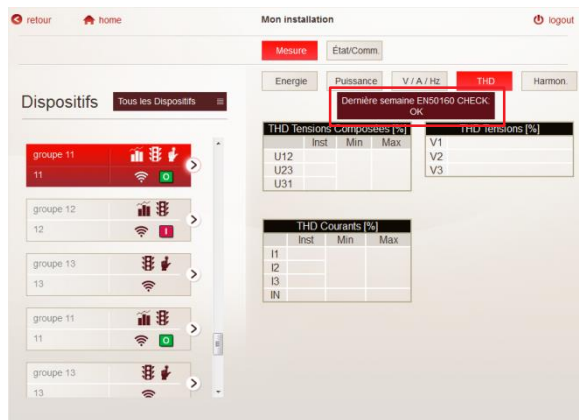 retour
home
Mon installation
logout
Mesure
État/Comm.
Energie
Puissance
V / A / Hz
THD
Harmon.
Dispositifs
Tous les Dispositifs
Dernière semaine EN50160 CHECK:
OK
groupe 11
11
O
groupe 12
12
I
groupe 13
13
groupe 11
11
O
groupe 13
13
THD Tensions Composées [%]
Inst Min Max
U12
U23
U31
THD Tensions [%]
V1
V2
V3
THD Courants [%]
Inst Min Max
I1
I2
I3
IN